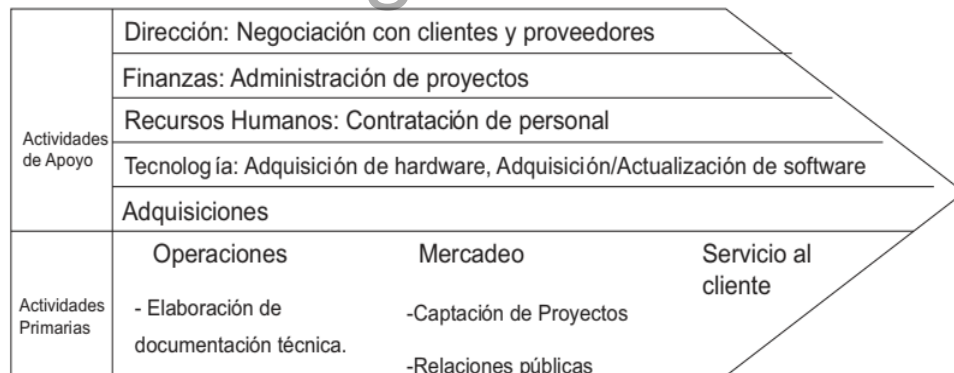 Dirección: Negociación con clientes y proveedores
Finanzas: Administración de proyectos
Recursos Humanos: Contratación de personal
Actividades
de Apoyo
Tecnología: Adquisición de hardware, Adquisición/Actualización de software
Adquisiciones
Operaciones
Mercadeo
Servicio al
cliente
Actividades
Primarias
- Elaboración de
documentación técnica.
-Captación de Proyectos
-Relaciones públicas